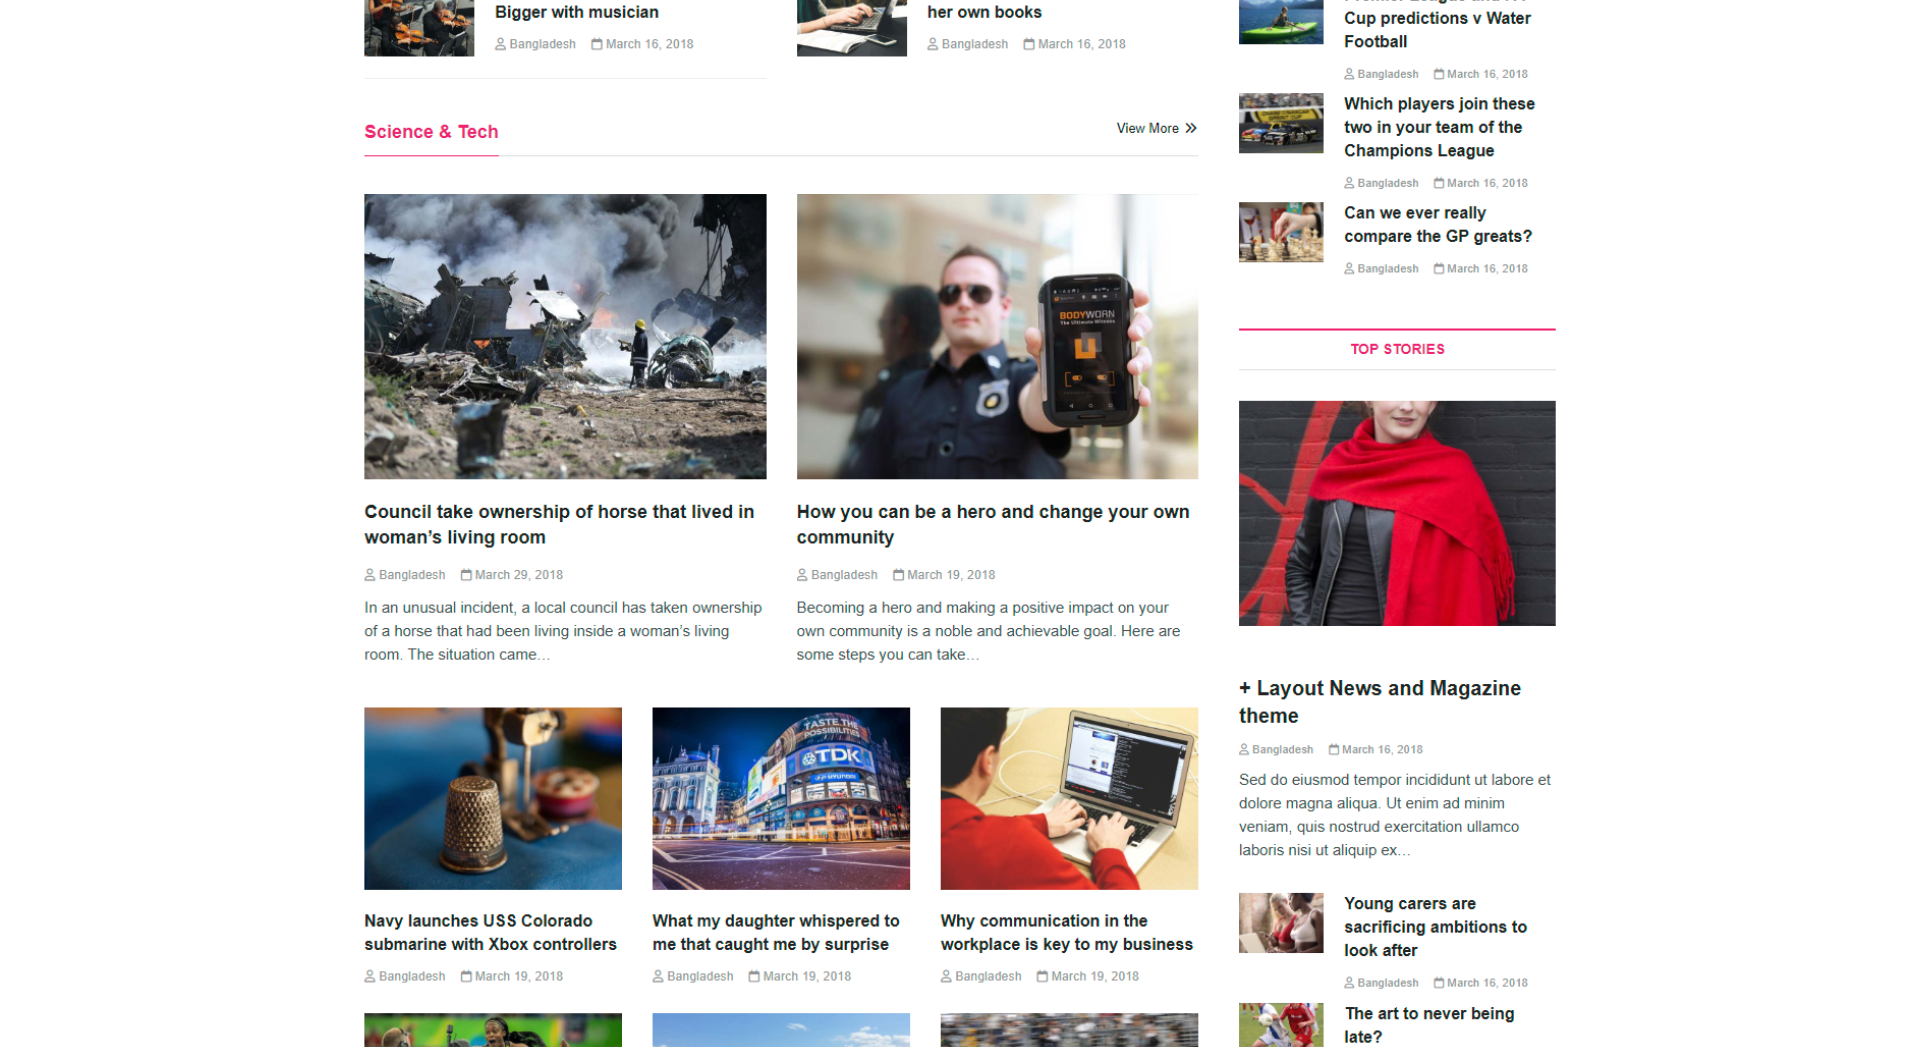 Bigger with musician
Bangladesh March 16, 2018
her own books
Bangladesh March 16, 2018
Science & Tech
View More
Council take ownership of horse that lived in
woman’s living room
Bangladesh March 29, 2018
In an unusual incident, a local council has taken ownership
of a horse that had been living inside a woman’s living
room. The situation came…
BODYWORN
The Ultimate Witness
How you can be a hero and change your own
community
Bangladesh March 19, 2018
Becoming a hero and making a positive impact on your
own community is a noble and achievable goal. Here are
some steps you can take…
Navy launches USS Colorado
submarine with Xbox controllers
Bangladesh March 19, 2018
TASTE THE
POSSIBILITIES
TDK
HYUNDAI
What my daughter whispered to
me that caught me by surprise
Bangladesh March 19, 2018
Why communication in the
workplace is key to my business
Bangladesh March 19, 2018
Cup predictions v Water
Football
Bangladesh March 16, 2018
Which players join these
two in your team of the
Champions League
Bangladesh March 16, 2018
Can we ever really
compare the GP greats?
Bangladesh March 16, 2018
TOP STORIES
+ Layout News and Magazine
theme
Bangladesh March 16, 2018
Sed do eiusmod tempor incididunt ut labore et
dolore magna aliqua. Ut enim ad minim
veniam, quis nostrud exercitation ullamco
laboris nisi ut aliquip ex…
Young carers are
sacrificing ambitions to
look after
Bangladesh March 16, 2018
The art to never being
late?